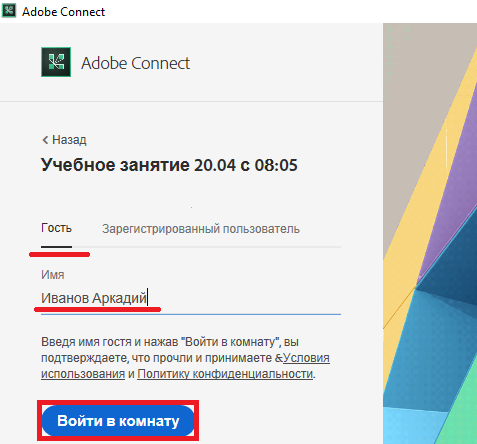 Adobe Connect
Adobe Connect
Назад
Учебное занятие 20.04 с 08:05
Гость Зарегистрированный пользователь
Имя
Иванов Аркадий
Введя имя гостя и нажав "Войти в комнату", вы
подтверждаете, что прочли и принимаете &Условия
использования и Политику конфиденциальности.
Войти в комнату